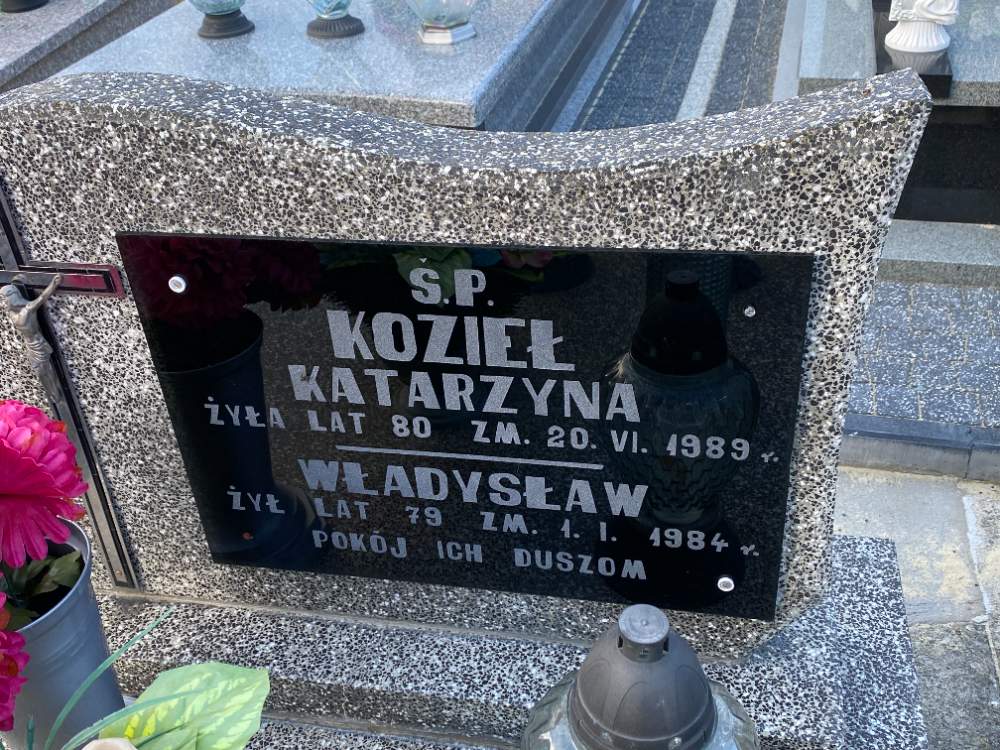 Ś.P.
KOZIEŁ
KATARZYNA
ŻYŁA LAT 80 ZM. 20. VI. 1989 r.
WŁADYSŁAW
ŻYŁ LAT 79 ZM. 1. I. 1984 r.
POKÓJ ICH DUSZOM